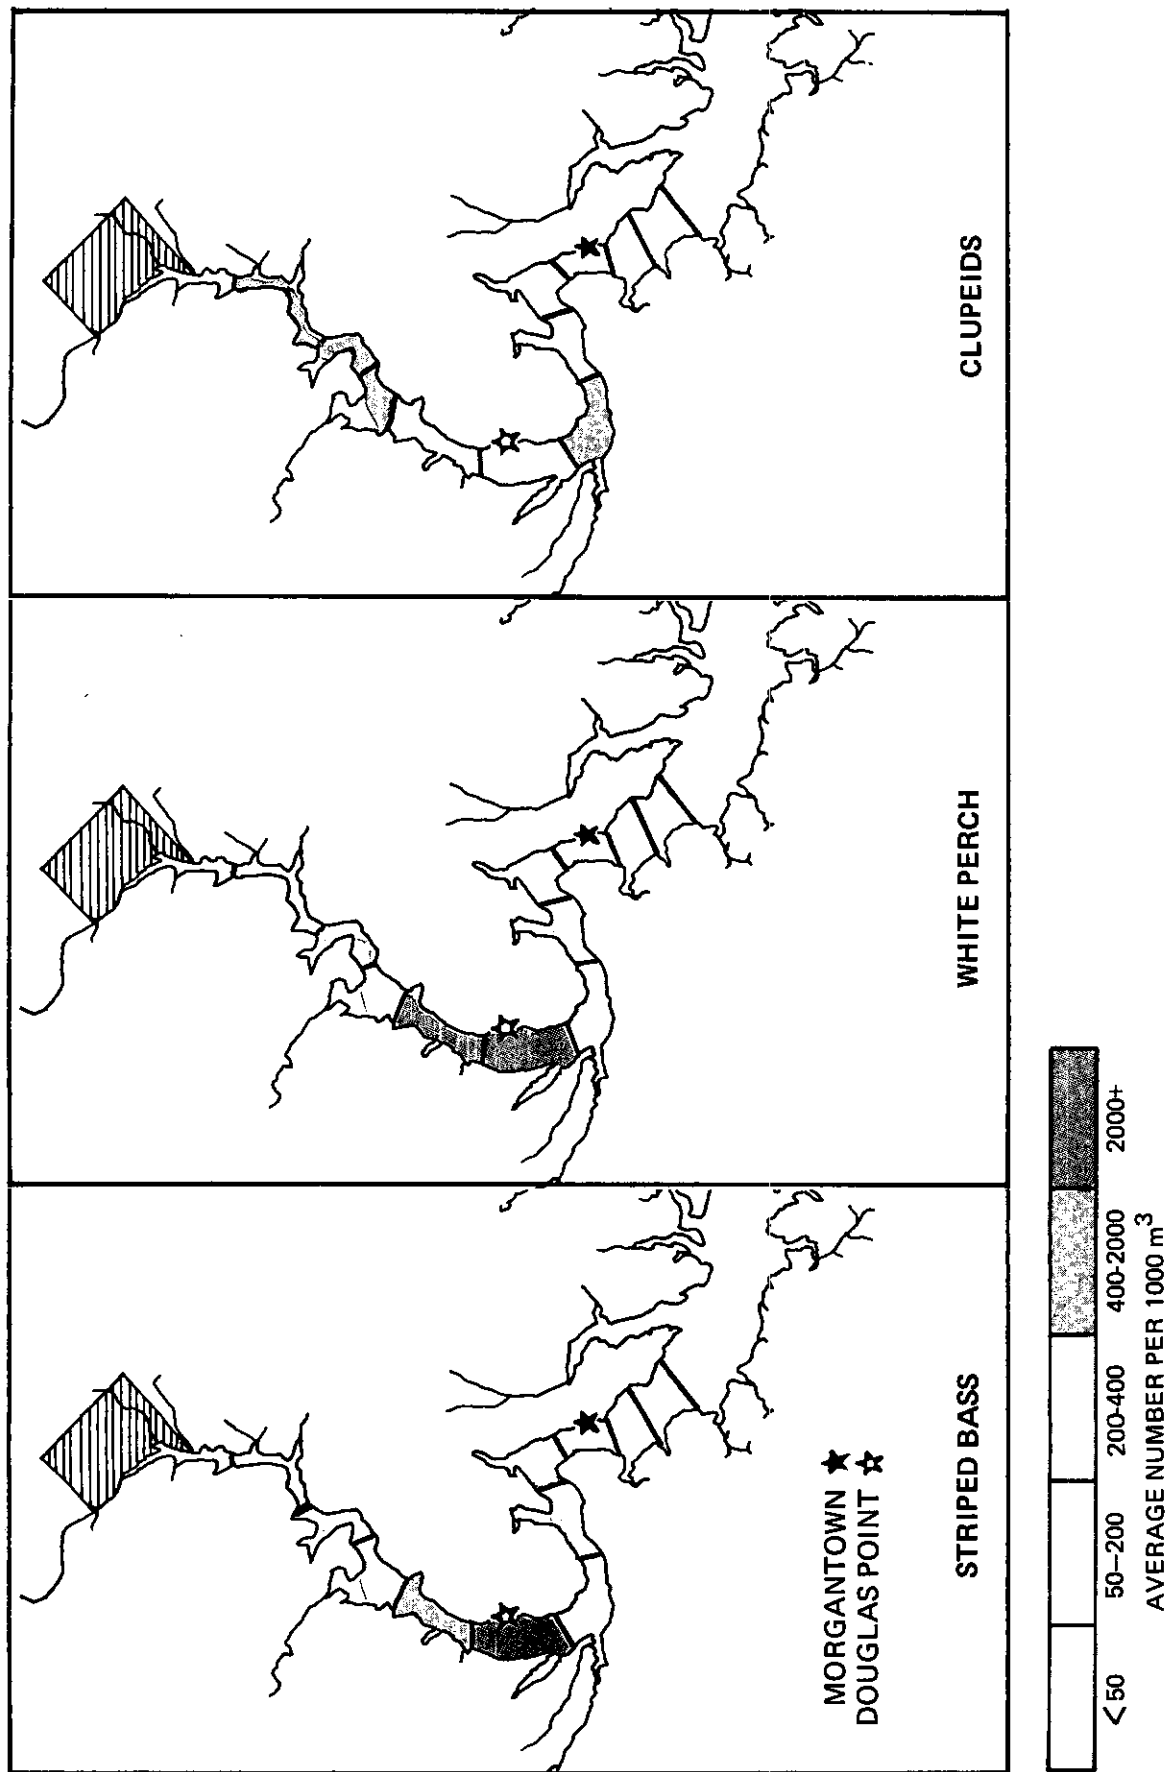 STRIPED BASS
WHITE PERCH
CLUPEIDS
MORGANTOWN ★
DOUGLAS POINT ☆
<50 50–200 200-400 400-2000 2000+
AVERAGE NUMBER PER 1000 m³